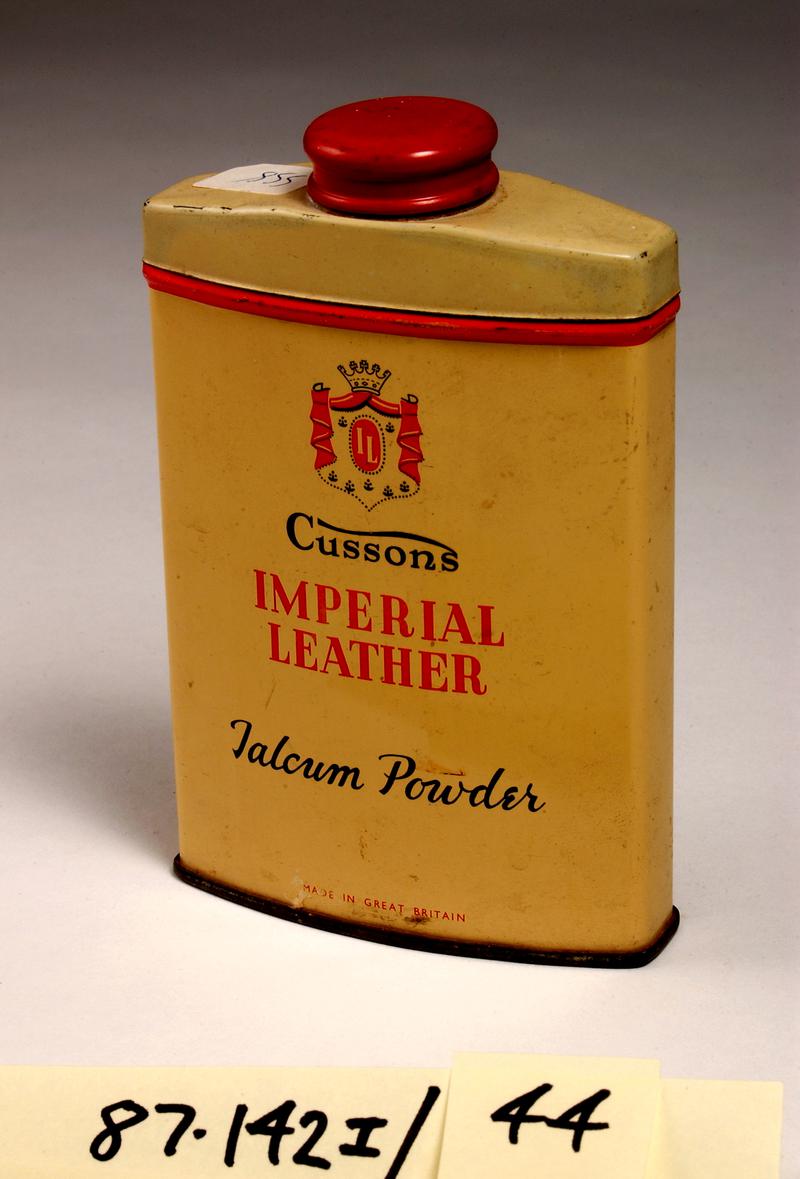 IL
Cussons
IMPERIAL
LEATHER
Talcum Powder
MADE IN GREAT BRITAIN
87.142I/44